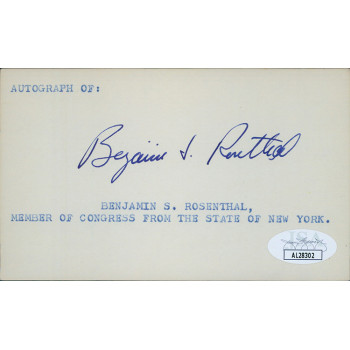 AUTOGRAPH OF:
Benjamin S. Rosenthal
BENJAMIN S. ROSENTHAL,
MEMBER OF CONGRESS FROM THE STATE OF NEW YORK.
JSA
AL28302